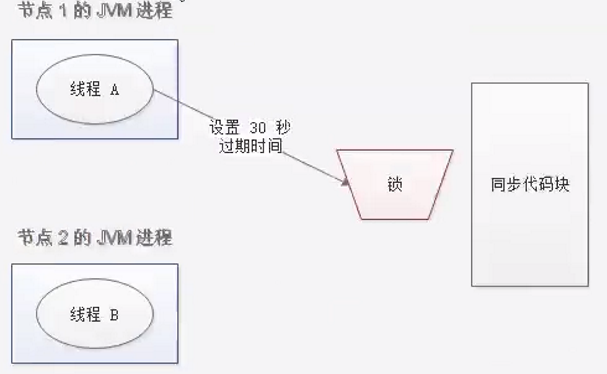 节点 1 的 JVM 进程
线程 A
设置 30 秒
过期时间
锁
同步代码块
节点 2 的 JVM 进程
线程 B